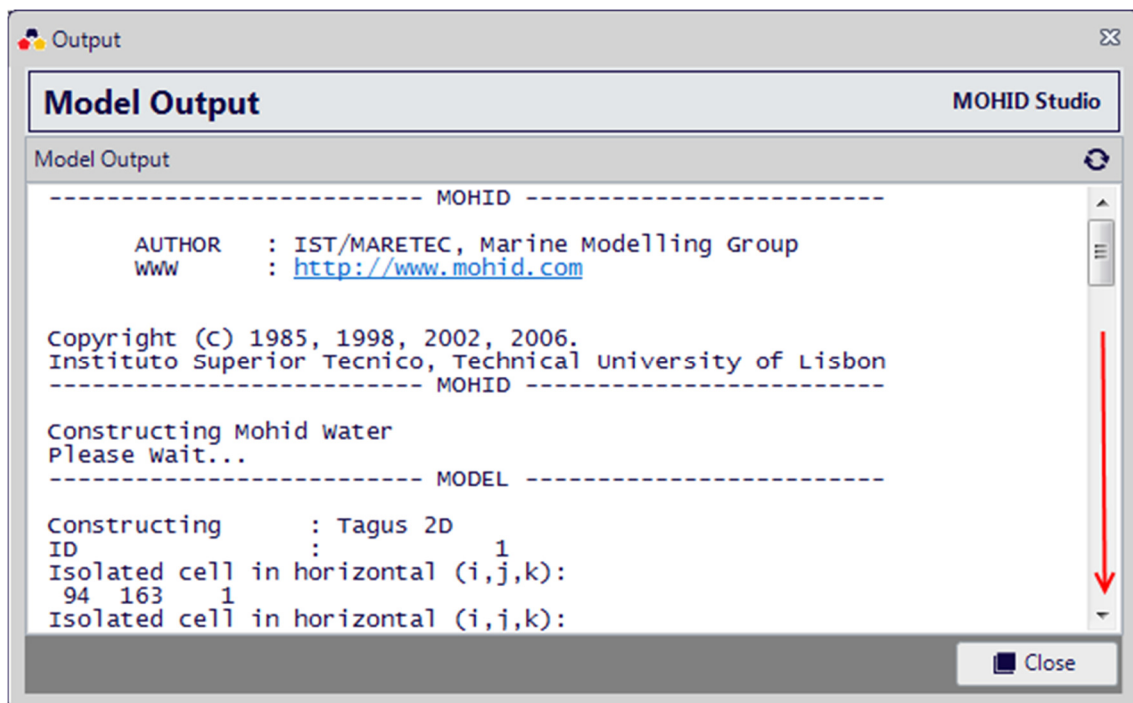 Output
Model Output MOHID Studio
Model Output
-------------------------- MOHID -------------------------
AUTHOR : IST/MARETEC, Marine Modelling Group
WWW : http://www.mohid.com
Copyright (C) 1985, 1998, 2002, 2006.
Instituto Superior Tecnico, Technical University of Lisbon
-------------------------- MOHID -------------------------
Constructing Mohid Water
Please Wait...
-------------------------- MODEL -------------------------
Constructing : Tagus 2D
ID : 1
Isolated cell in horizontal (i,j,k):
94 163 1
Isolated cell in horizontal (i,j,k):
Close